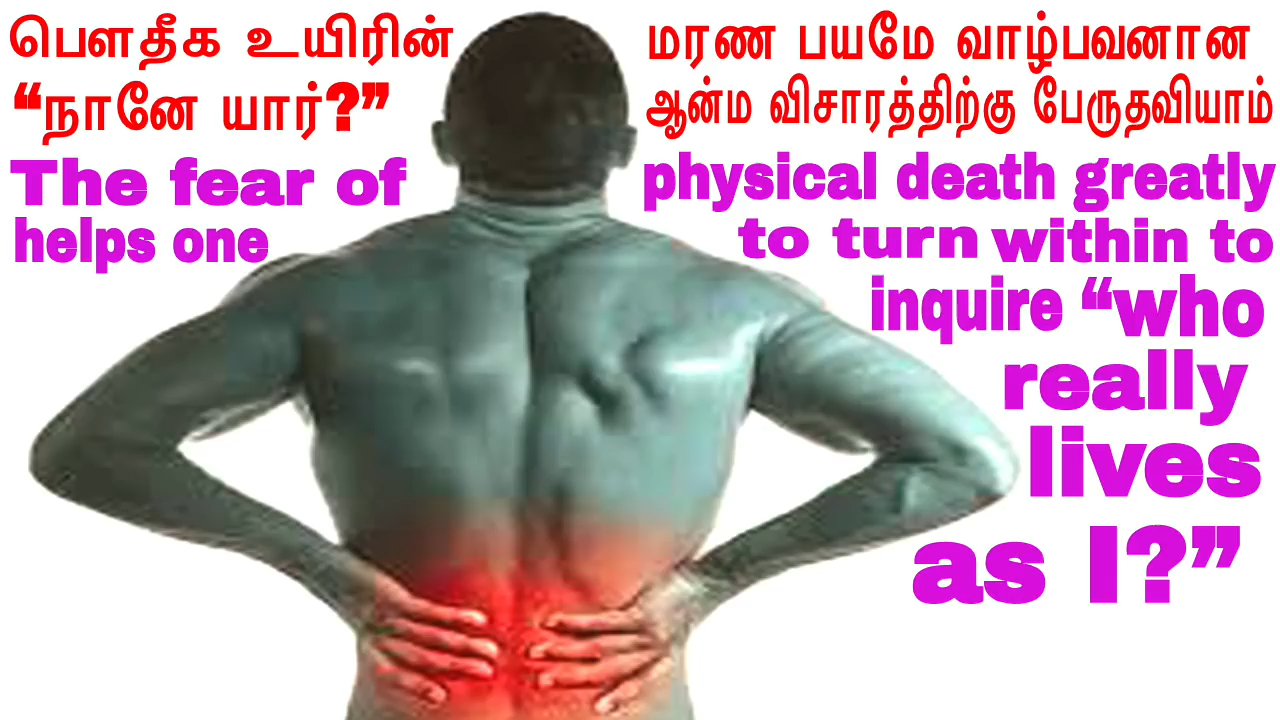 பௌதீக உயிரின் மரண பயமே வாழ்பவனான
“நானே யார்?” ஆன்ம விசாரத்திற்கு பேருதவியாம்
The fear of physical death greatly
helps one to turn within to
inquire “who
really
lives
as I?”